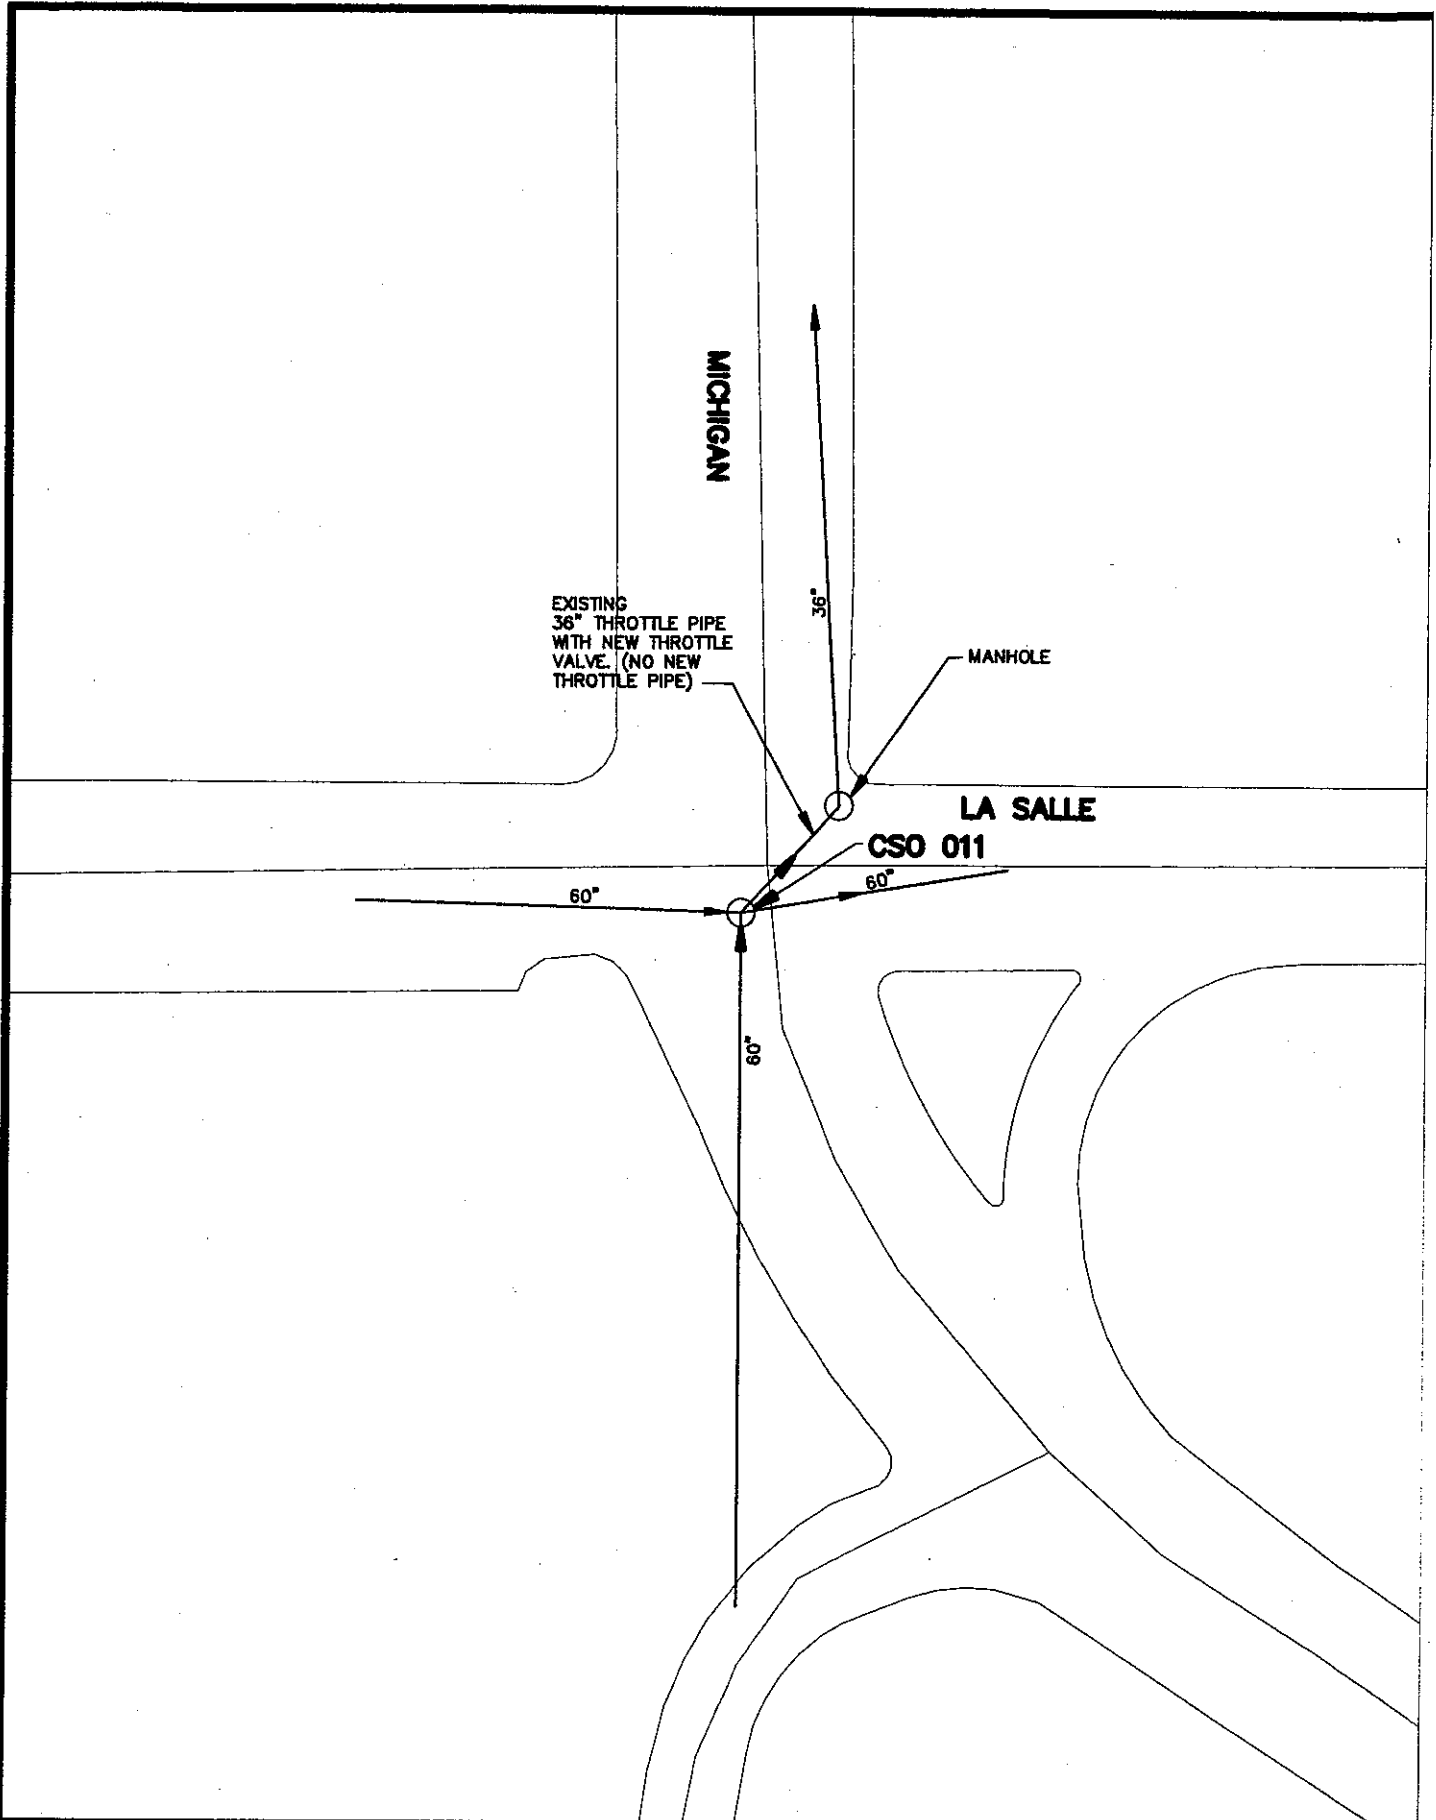 MICHIGAN
36"
EXISTING
36" THROTTLE PIPE
WITH NEW THROTTLE
VALVE. (NO NEW
THROTTLE PIPE)
MANHOLE
LA SALLE
CSO 011
60"
60"
60"